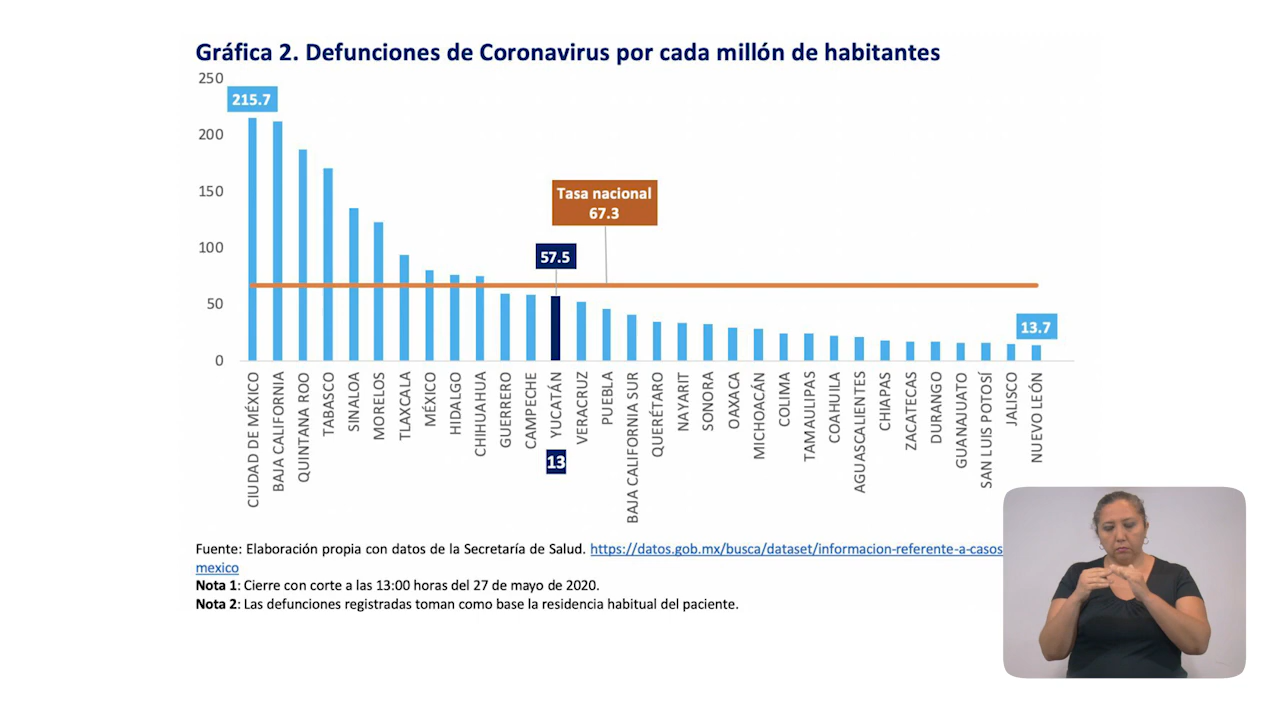 Gráfica 2. Defunciones de Coronavirus por cada millón de habitantes
250
200
150
100
50
0
215.7
Tasa nacional
67.3
57.5
13.7
CIUDAD DE MÉXICO
BAJA CALIFORNIA
QUINTANA ROO
TABASCO
SINALOA
MORELOS
TLAXCALA
MÉXICO
HIDALGO
CHIHUAHUA
GUERRERO
CAMPECHE
YUCATÁN
VERACRUZ
PUEBLA
BAJA CALIFORNIA SUR
QUERÉTARO
NAYARIT
SONORA
OAXACA
MICHOACÁN
COLIMA
TAMAULIPAS
COAHUILA
AGUASCALIENTES
CHIAPAS
ZACATECAS
DURANGO
GUANAJUATO
SAN LUIS POTOSÍ
JALISCO
NUEVO LEÓN
13
Fuente: Elaboración propia con datos de la Secretaría de Salud. https://datos.gob.mx/busca/dataset/informacion-referente-a-casos
mexico
Nota 1: Cierre con corte a las 13:00 horas del 27 de mayo de 2020.
Nota 2: Las defunciones registradas toman como base la residencia habitual del paciente.